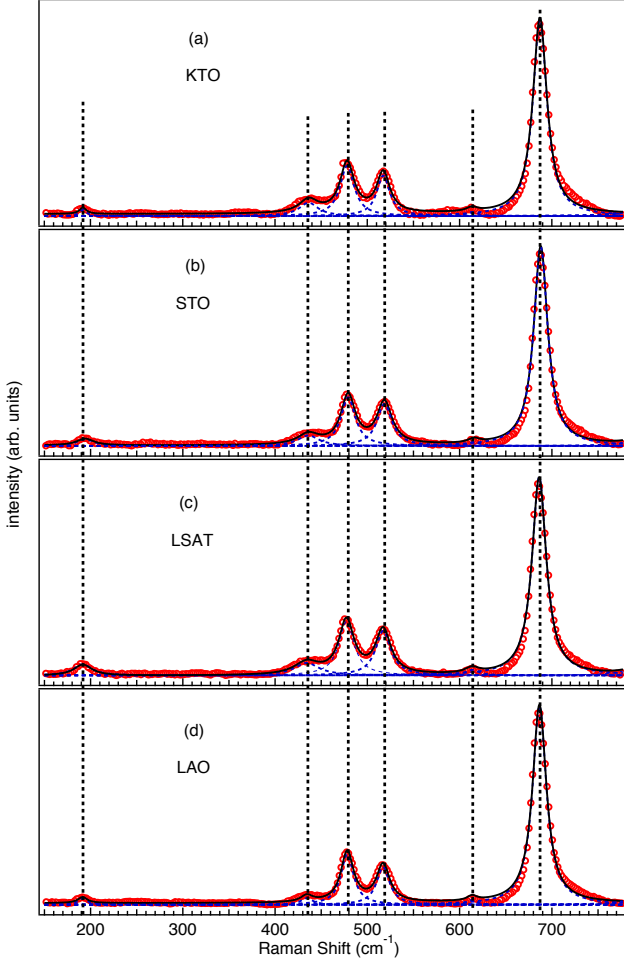 (a)
KTO
(b)
STO
(c)
LSAT
(d)
LAO
intensity (arb. units)
200 300 400 500 600 700
Raman Shift (cm⁻¹)